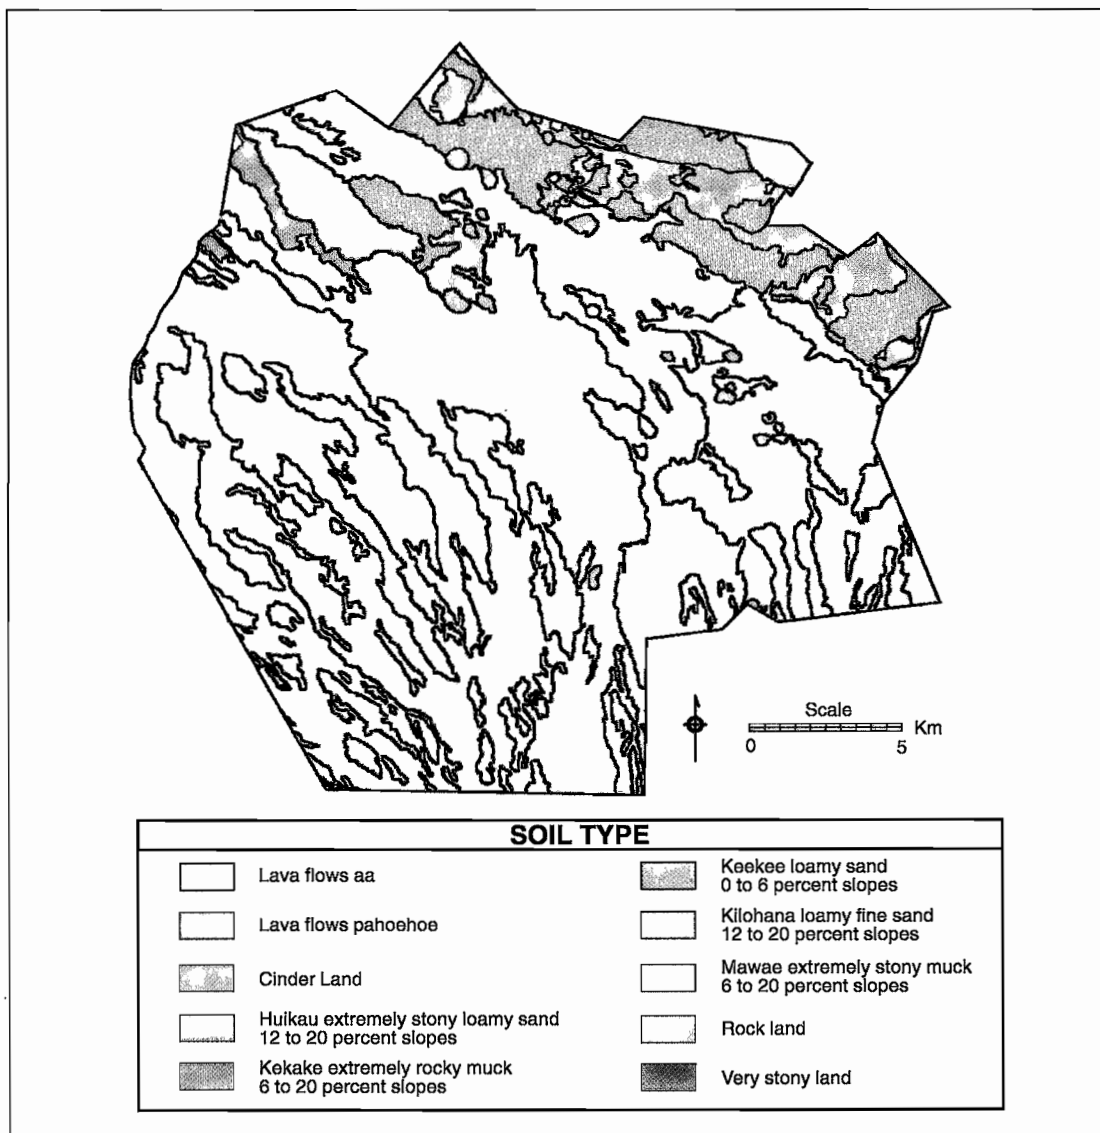 Scale
0 5 Km
SOIL TYPE
Lava flows aa
Lava flows pahoehoe
Cinder Land
Huikau extremely stony loamy sand
12 to 20 percent slopes
Kekake extremely rocky muck
6 to 20 percent slopes
Keekee loamy sand
0 to 6 percent slopes
Kilohana loamy fine sand
12 to 20 percent slopes
Mawae extremely stony muck
6 to 20 percent slopes
Rock land
Very stony land